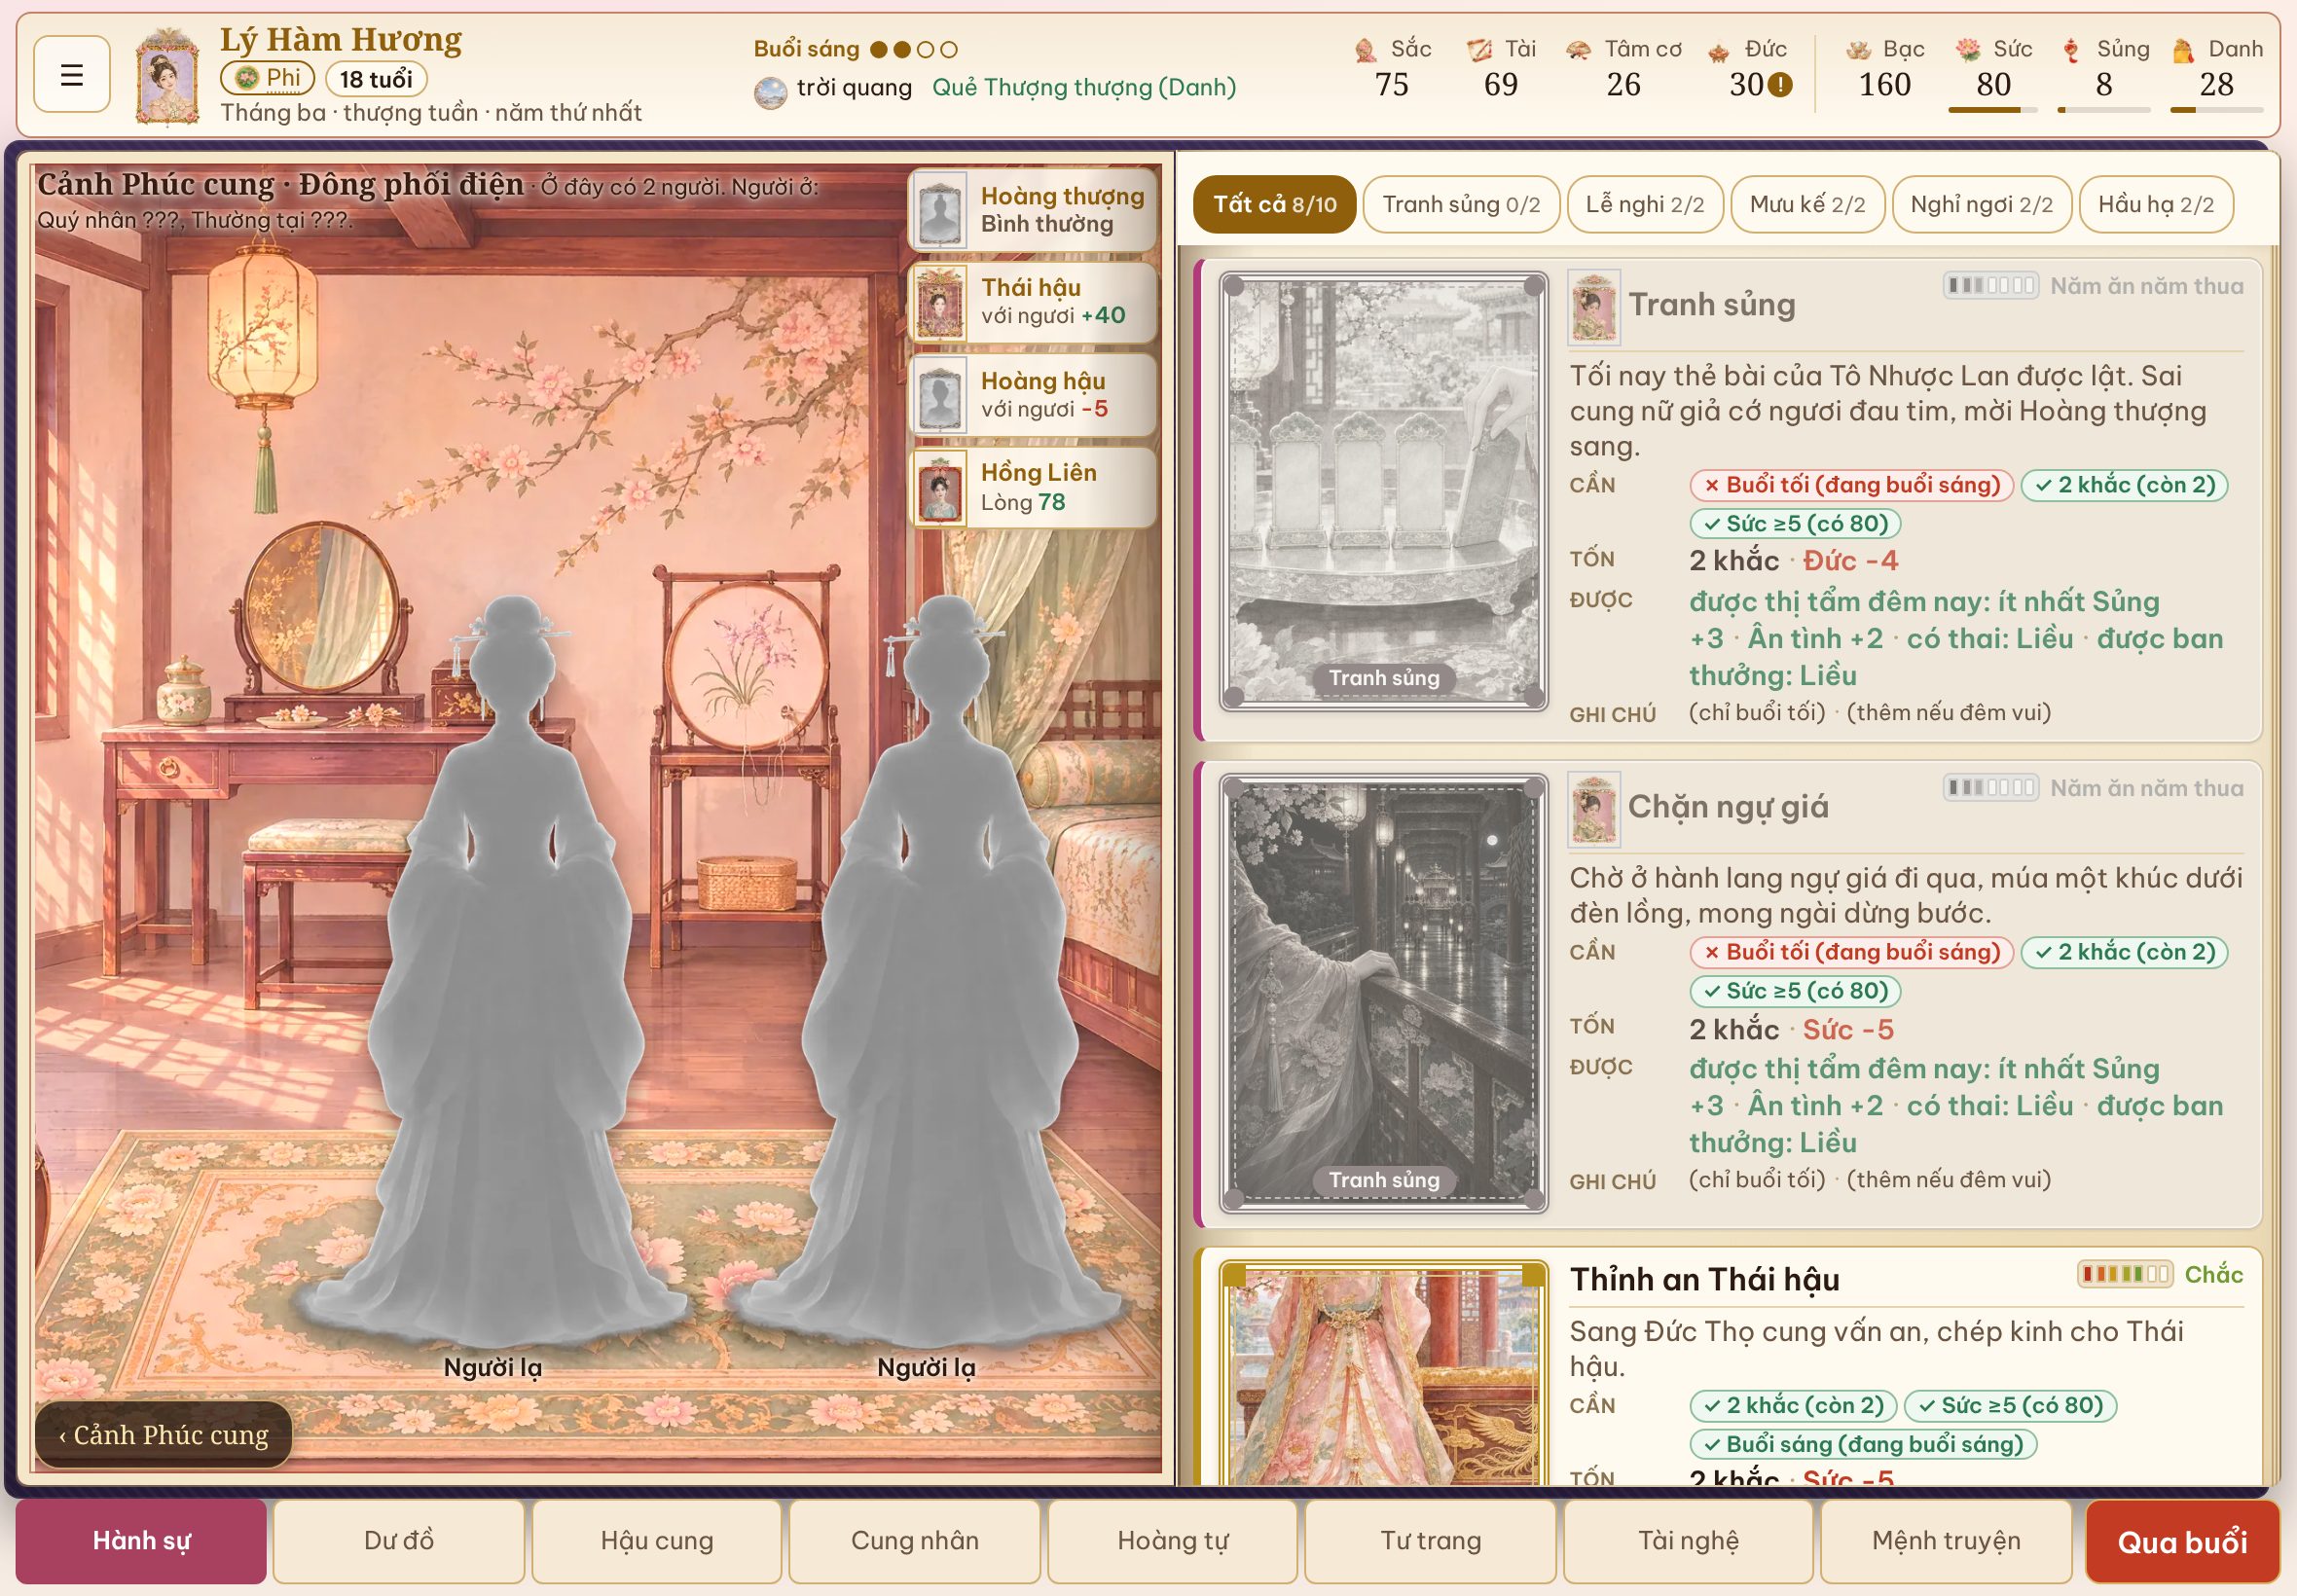 ☰
Lý Hàm Hương
Phi
18 tuổi
Tháng ba · thượng tuần · năm thứ nhất
Buổi sáng
trời quang
Quẻ Thượng thượng (Danh)
Sắc
75
Tài
69
Tâm cơ
26
Đức
30 !
Bạc
160
Sức
80
Sủng
8
Danh
28
Cảnh Phúc cung · Đông phối điện · Ở đây có 2 người. Người ở:
Quý nhân ???, Thường tại ???.
Hoàng thượng
Bình thường
Thái hậu
với ngươi +40
Hoàng hậu
với ngươi -5
Hồng Liên
Lòng 78
Người lạ
Người lạ
‹ Cảnh Phúc cung
Tất cả 8/10
Tranh sủng 0/2
Lễ nghi 2/2
Mưu kế 2/2
Nghỉ ngơi 2/2
Hầu hạ 2/2
Tranh sủng
Tranh sủng
Năm ăn năm thua
Tối nay thẻ bài của Tô Nhược Lan được lật. Sai
cung nữ giả cớ ngươi đau tim, mời Hoàng thượng
sang.
CẦN
× Buổi tối (đang buổi sáng)
✓ 2 khắc (còn 2)
✓ Sức ≥5 (có 80)
TỐN
2 khắc · Đức -4
ĐƯỢC
được thị tẩm đêm nay: ít nhất Sủng
+3 · Ân tình +2 · có thai: Liều · được ban
thưởng: Liều
GHI CHÚ
(chỉ buổi tối) · (thêm nếu đêm vui)
Tranh sủng
Chặn ngự giá
Năm ăn năm thua
Chờ ở hành lang ngự giá đi qua, múa một khúc dưới
đèn lồng, mong ngài dừng bước.
CẦN
× Buổi tối (đang buổi sáng)
✓ 2 khắc (còn 2)
✓ Sức ≥5 (có 80)
TỐN
2 khắc · Sức -5
ĐƯỢC
được thị tẩm đêm nay: ít nhất Sủng
+3 · Ân tình +2 · có thai: Liều · được ban
thưởng: Liều
GHI CHÚ
(chỉ buổi tối) · (thêm nếu đêm vui)
Thỉnh an Thái hậu
Chắc
Sang Đức Thọ cung vấn an, chép kinh cho Thái
hậu.
CẦN
✓ 2 khắc (còn 2)
✓ Sức ≥5 (có 80)
✓ Buổi sáng (đang buổi sáng)
TỐN
2 khắc · Sức -5
Hành sự
Dư đồ
Hậu cung
Cung nhân
Hoàng tự
Tư trang
Tài nghệ
Mệnh truyện
Qua buổi